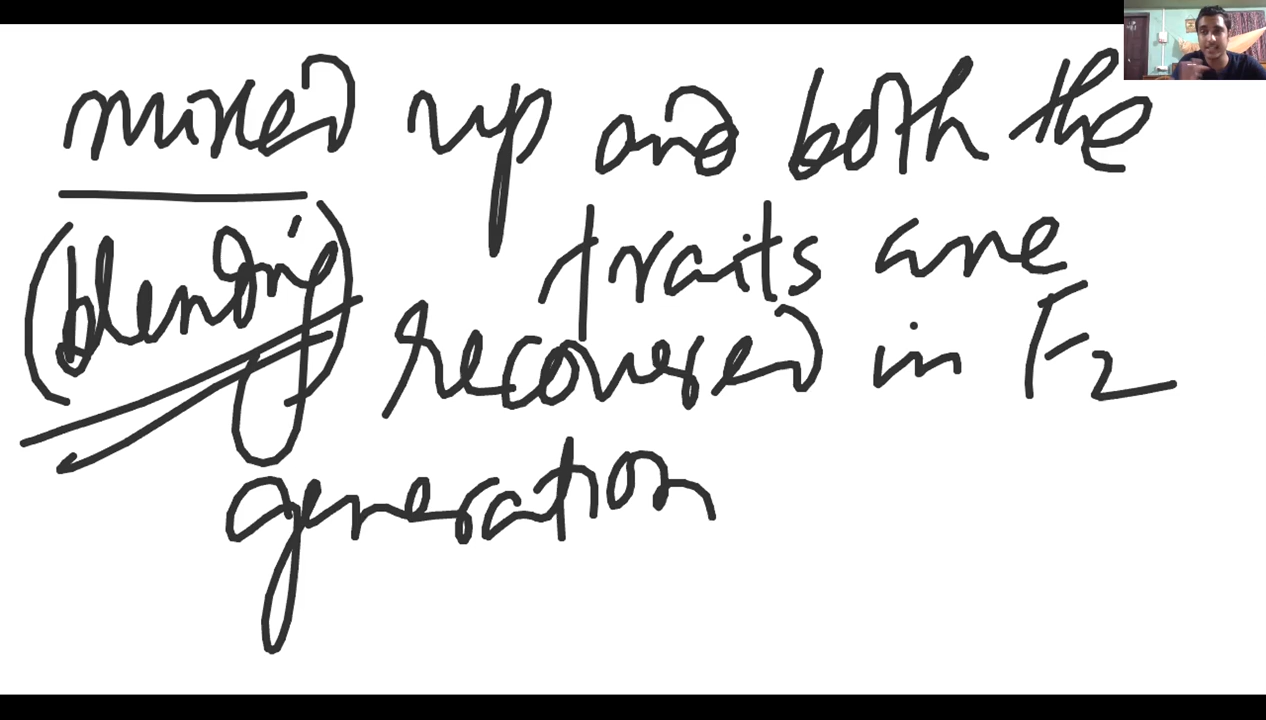 mixed up and both the
(blending) traits are
recovered in F2
generation